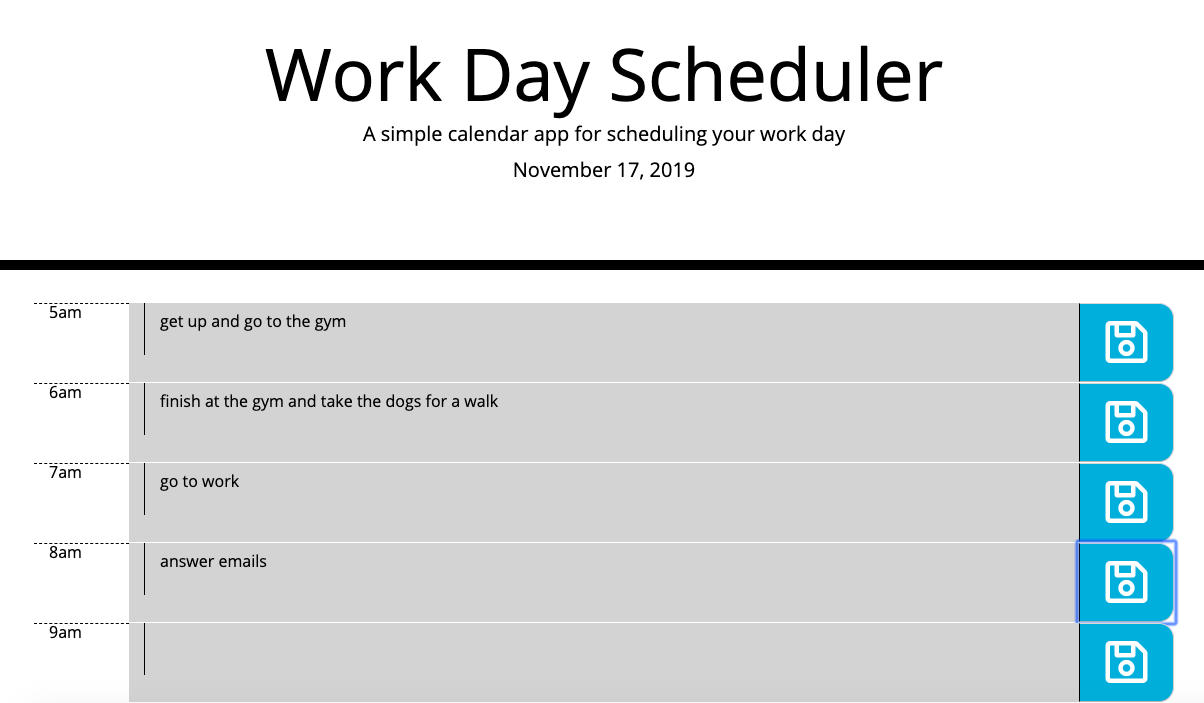 Work Day Scheduler
A simple calendar app for scheduling your work day
November 17, 2019
5am
get up and go to the gym
6am
finish at the gym and take the dogs for a walk
7am
go to work
8am
answer emails
9am